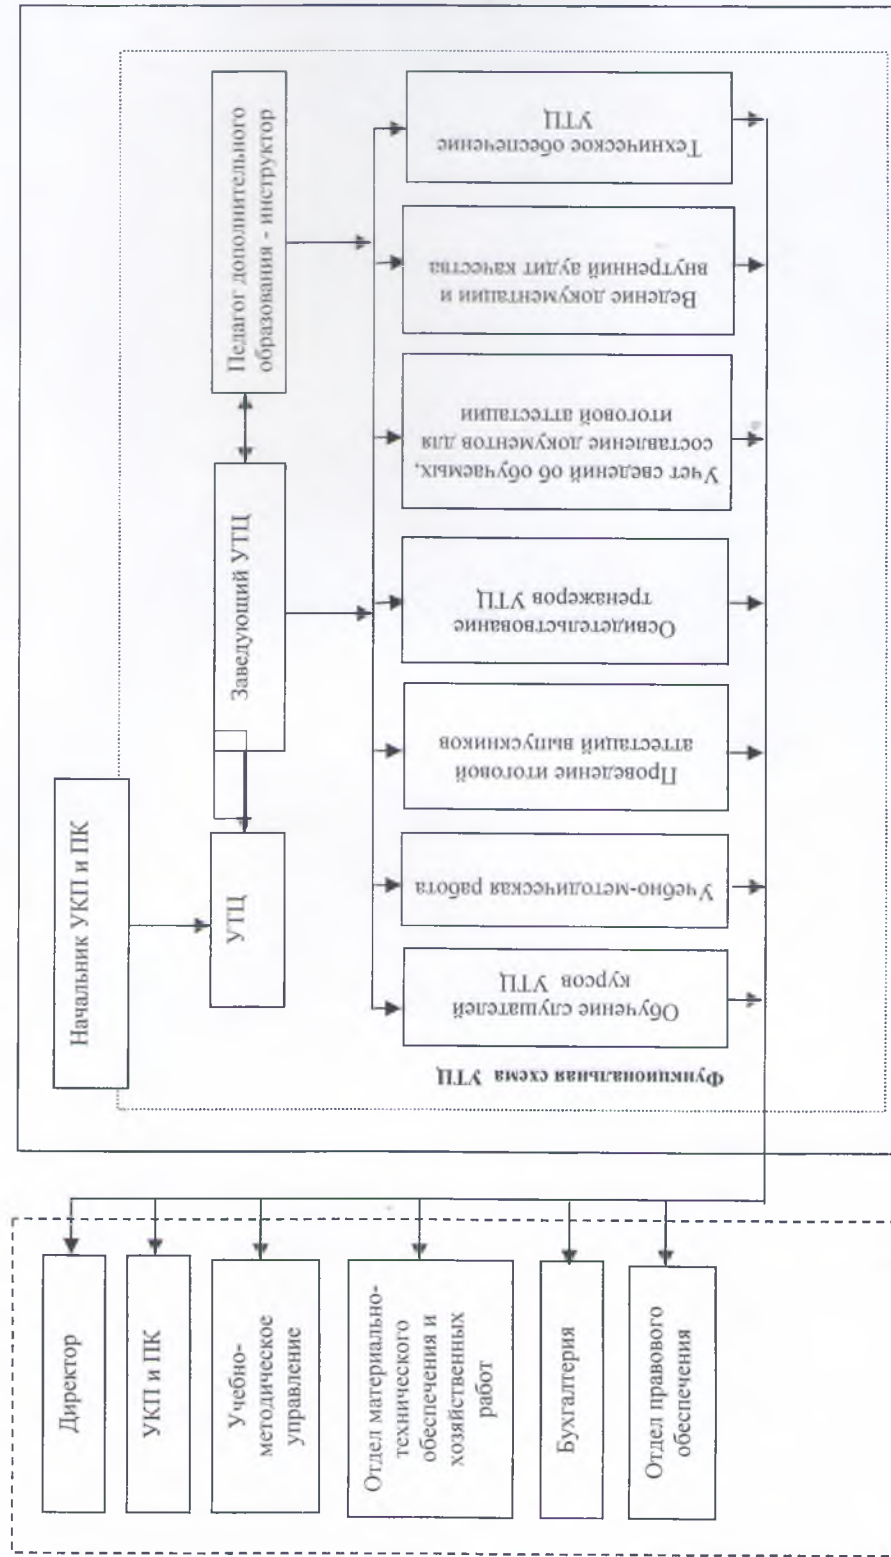 Начальник УКП и ПК
УТЦ
Заведующий УТЦ
Педагог дополнительного
образования - инструктор
Функциональная схема УТЦ
Обучение слушателей
курсов УТЦ
Учебно-методическая работа
Проведение итоговой
аттестаций выпускников
Освидетельствование
тренажеров УТЦ
Учет сведений об обучаемых,
составление документов для
итоговой аттестации
Ведение документации и
внутренний аудит качества
Техническое обеспечение
УТЦ
Директор
УКП и ПК
Учебно-
методическое
управление
Отдел материально-
технического
обеспечения и
хозяйственных
работ
Бухгалтерия
Отдел правового
обеспечения